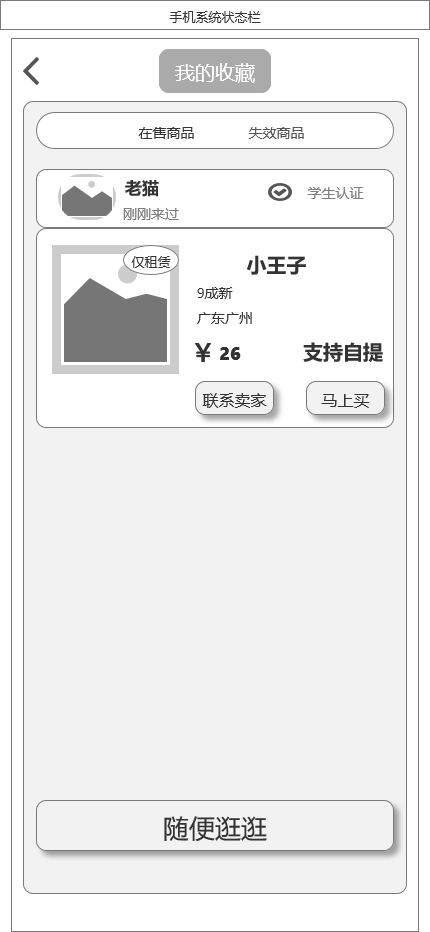 手机系统状态栏
我的收藏
在售商品 失效商品
老猫
学生认证
刚刚来过
仅租赁
小王子
9成新
广东广州
￥ 26 支持自提
联系卖家 马上买
随便逛逛